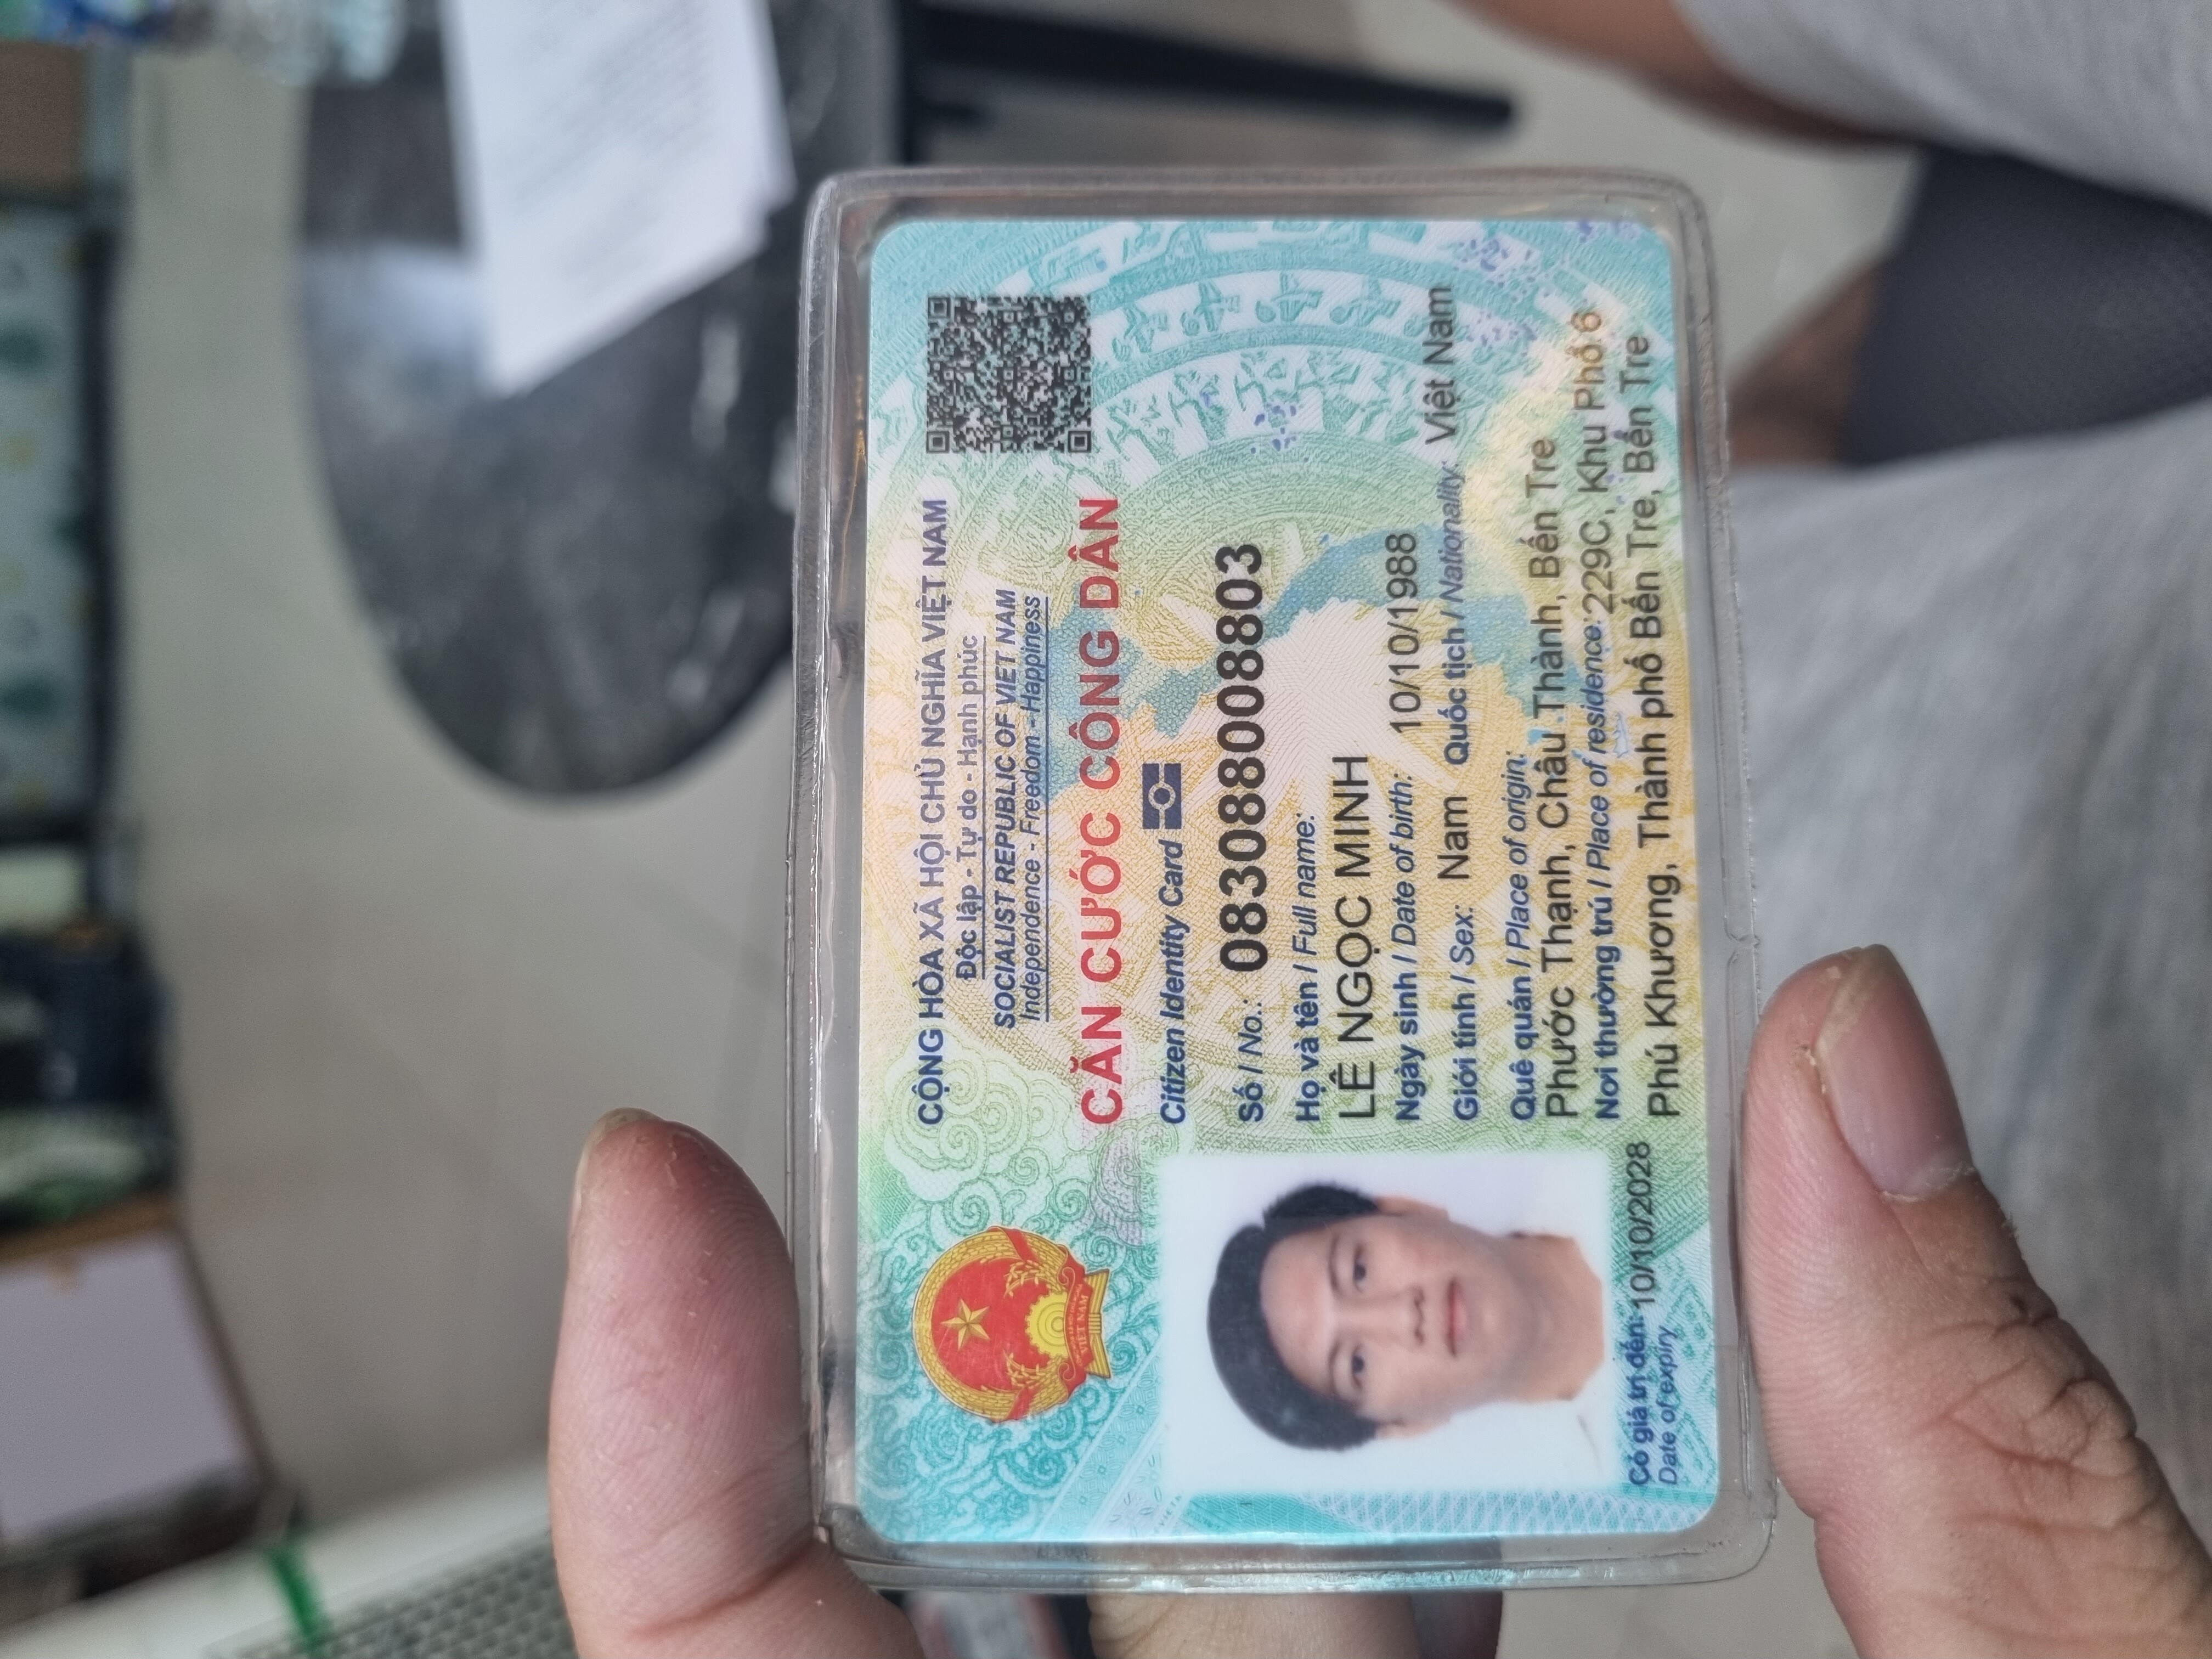 CỘNG HÒA XÃ HỘI CHỦ NGHĨA VIỆT NAM
Độc lập - Tự do - Hạnh phúc
SOCIALIST REPUBLIC OF VIET NAM
Independence - Freedom - Happiness
CĂN CƯỚC CÔNG DÂN
Citizen Identity Card
Số / No.: 083088008803
Họ và tên / Full name:
LÊ NGỌC MINH
Ngày sinh / Date of birth: 10/10/1988
Giới tính / Sex: Nam Quốc tịch / Nationality: Việt Nam
Quê quán / Place of origin:
Phước Thạnh, Châu Thành, Bến Tre
Nơi thường trú / Place of residence: 229C, Khu Phố 6
Phú Khương, Thành phố Bến Tre, Bến Tre
Có giá trị đến: 10/10/2028
Date of expiry
VIỆT NAM